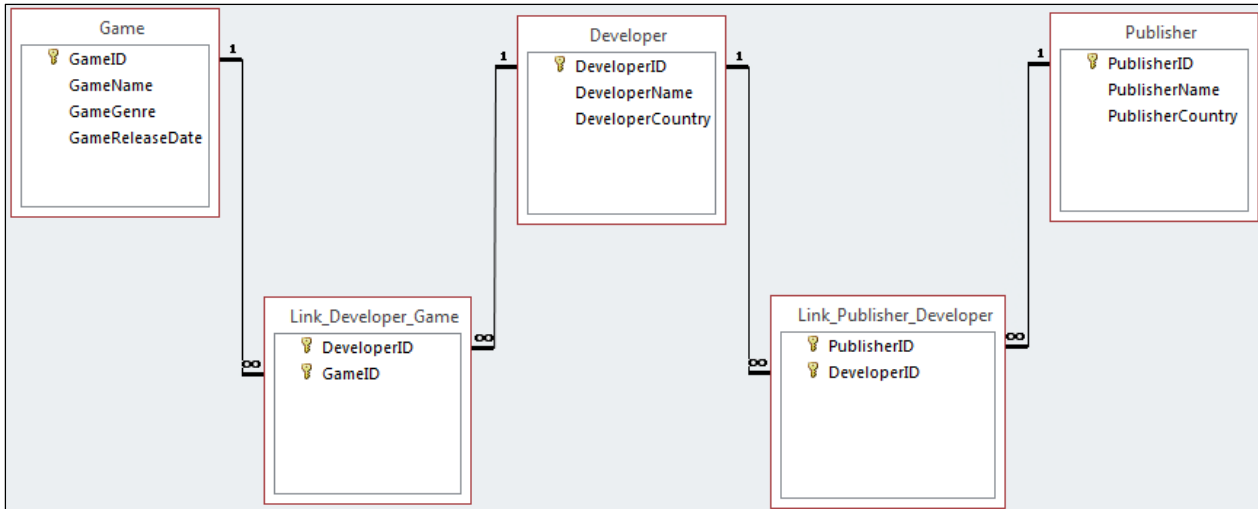 Game
GameID
GameName
GameGenre
GameReleaseDate
1
Developer
DeveloperID
DeveloperName
DeveloperCountry
1
1
Publisher
PublisherID
PublisherName
PublisherCountry
1
Link_Developer_Game
DeveloperID
GameID
∞
∞
Link_Publisher_Developer
PublisherID
DeveloperID
∞
∞